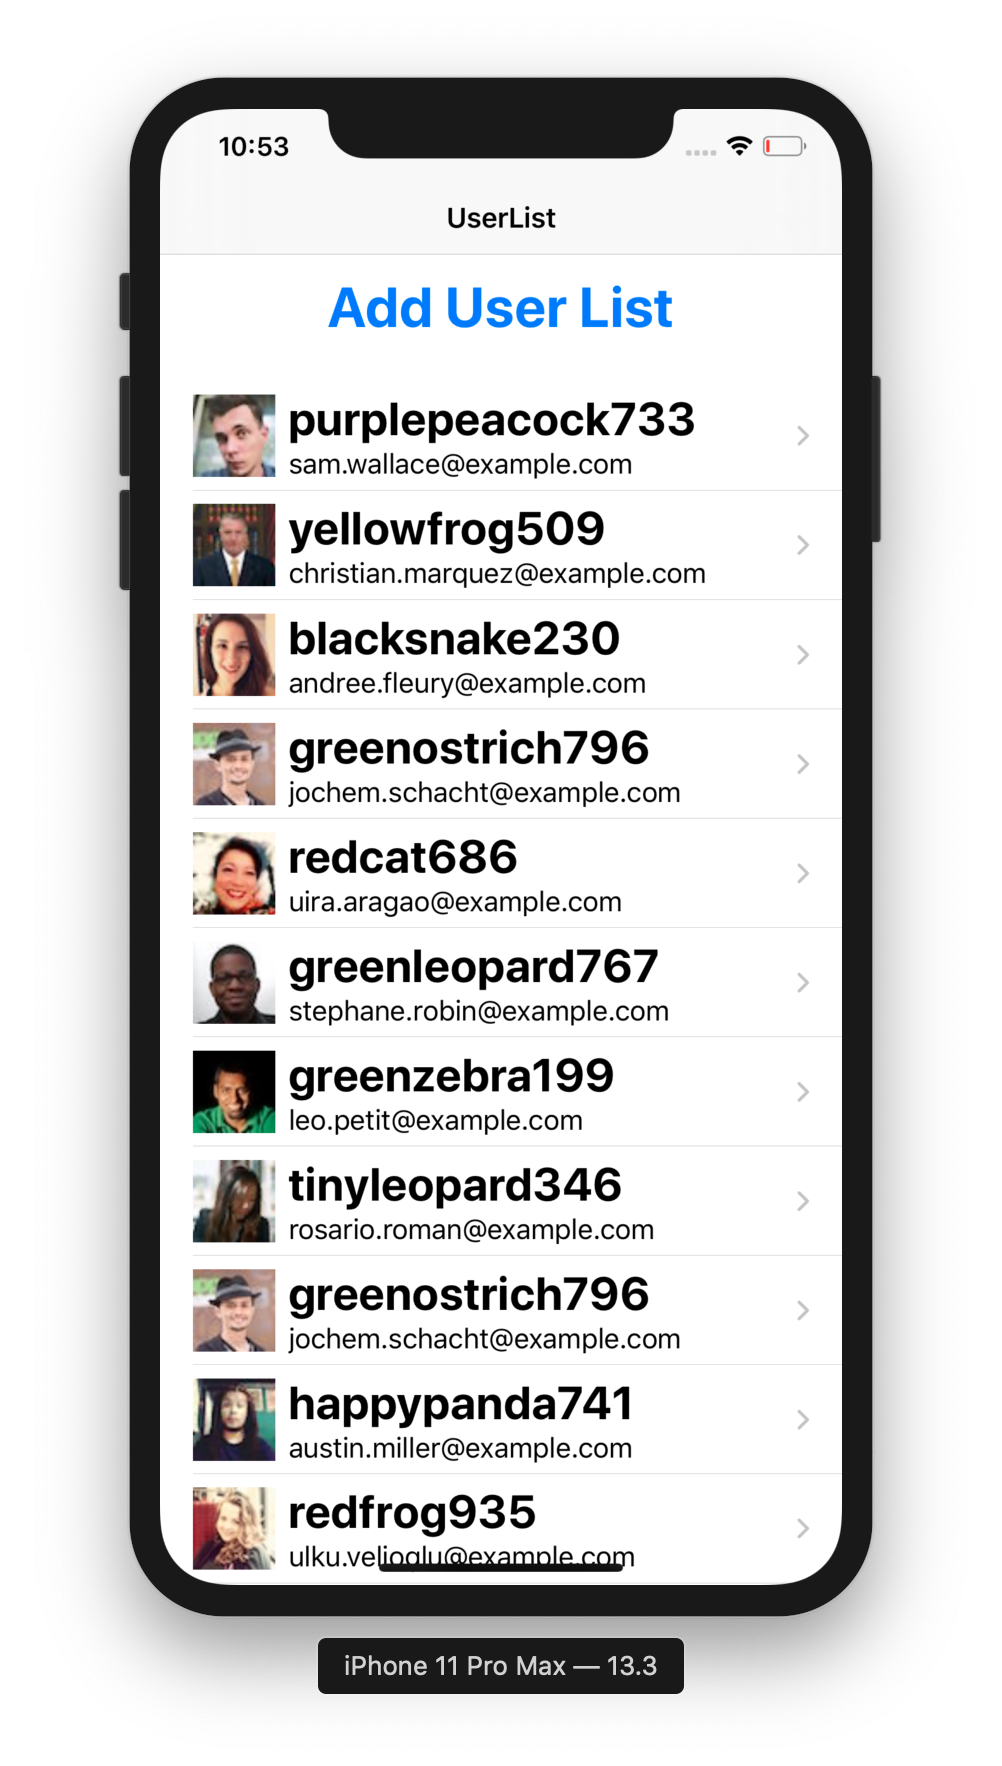 10:53
UserList
Add User List
purplepeacock733
sam.wallace@example.com
yellowfrog509
christian.marquez@example.com
blacksnake230
andree.fleury@example.com
greenostrich796
jochem.schacht@example.com
redcat686
uira.aragao@example.com
greenleopard767
stephane.robin@example.com
greenzebra199
leo.petit@example.com
tinyleopard346
rosario.roman@example.com
greenostrich796
jochem.schacht@example.com
happypanda741
austin.miller@example.com
redfrog935
ulku.velioglu@example.com
iPhone 11 Pro Max — 13.3